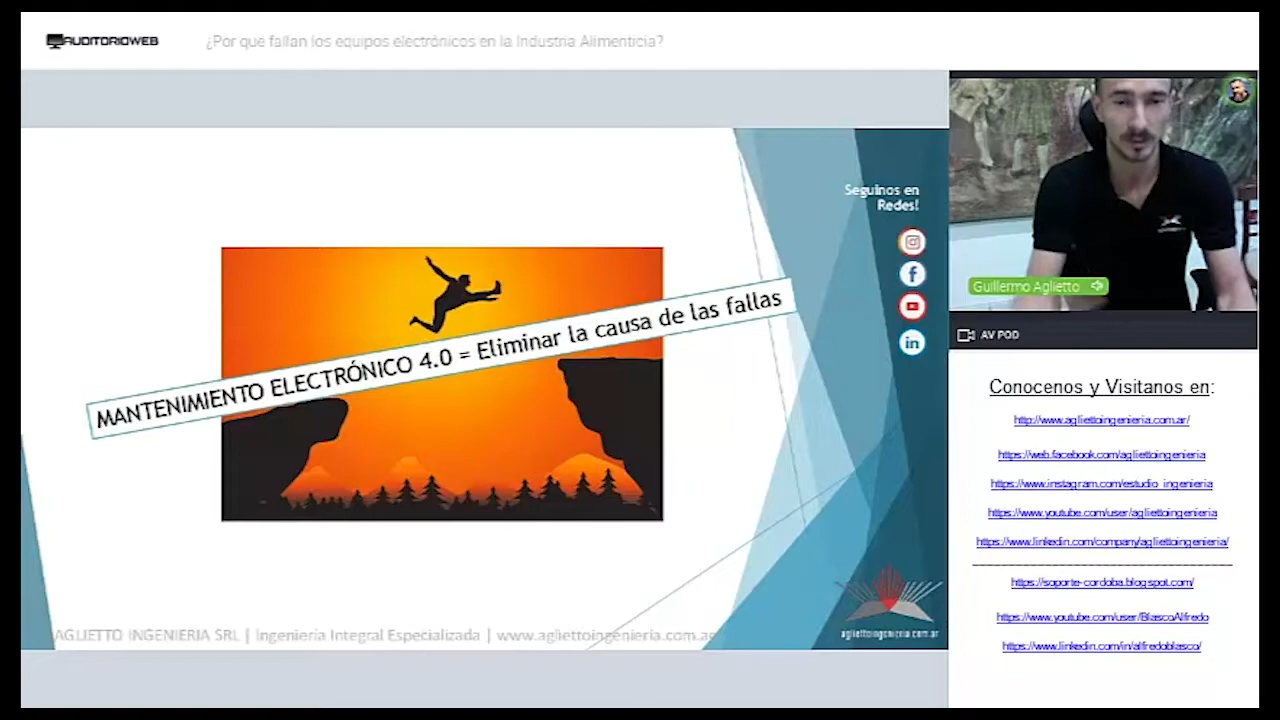 AUDITORIOWEB
¿Por que fallan los equipos electrónicos en la Industria Alimenticia?
Seguinos en
Redes!
MANTENIMIENTO ELECTRÓNICO 4.0 = Eliminar la causa de las fallas
AGLIETTO INGENIERIA SRL | Ingeniería Integral Especializada | www.agliettoingenieria.com.ar
agliettoingenieria.com.ar
Guillermo Aglietto
AV POD
Conocenos y Visitanos en:
http://www.agliettoingenieria.com.ar/
https://web.facebook.com/agliettoingenieria
https://www.instagram.com/estudio_ingenieria
https://www.youtube.com/user/agliettoingenieria
https://www.linkedin.com/company/agliettoingenieria/
https://soporte-cordoba.blogspot.com/
https://www.youtube.com/user/BlascoAlfredo
https://www.linkedin.com/in/alfredoblasco/